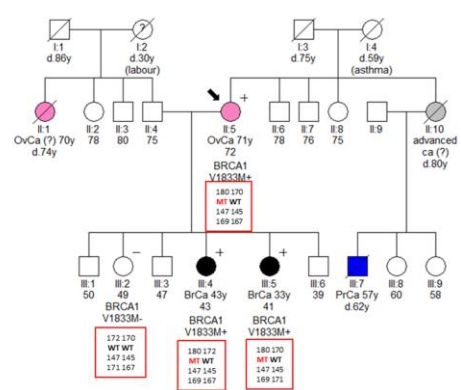 I:1
d.86y
?
I:2
d.30y
(labour)
I:3
d.75y
I:4
d.59y
(asthma)
II:1
OvCa (?) 70y
d.74y
II:2
78
II:3
80
II:4
75
+
II:5
OvCa 71y
72
BRCA1
V1833M+
180 170
MT WT
147 145
169 167
II:6
78
II:7
76
II:8
75
II:9
II:10
advanced
ca (?)
d.80y
III:1
50
–
III:2
49
BRCA1
V1833M-
172 170
WT WT
147 145
171 167
III:3
47
+
III:4
BrCa 43y
43
BRCA1
V1833M+
180 172
MT WT
147 145
169 167
+
III:5
BrCa 33y
41
BRCA1
V1833M+
180 170
MT WT
147 145
169 171
III:6
39
III:7
PrCa 57y
d.62y
III:8
60
III:9
58